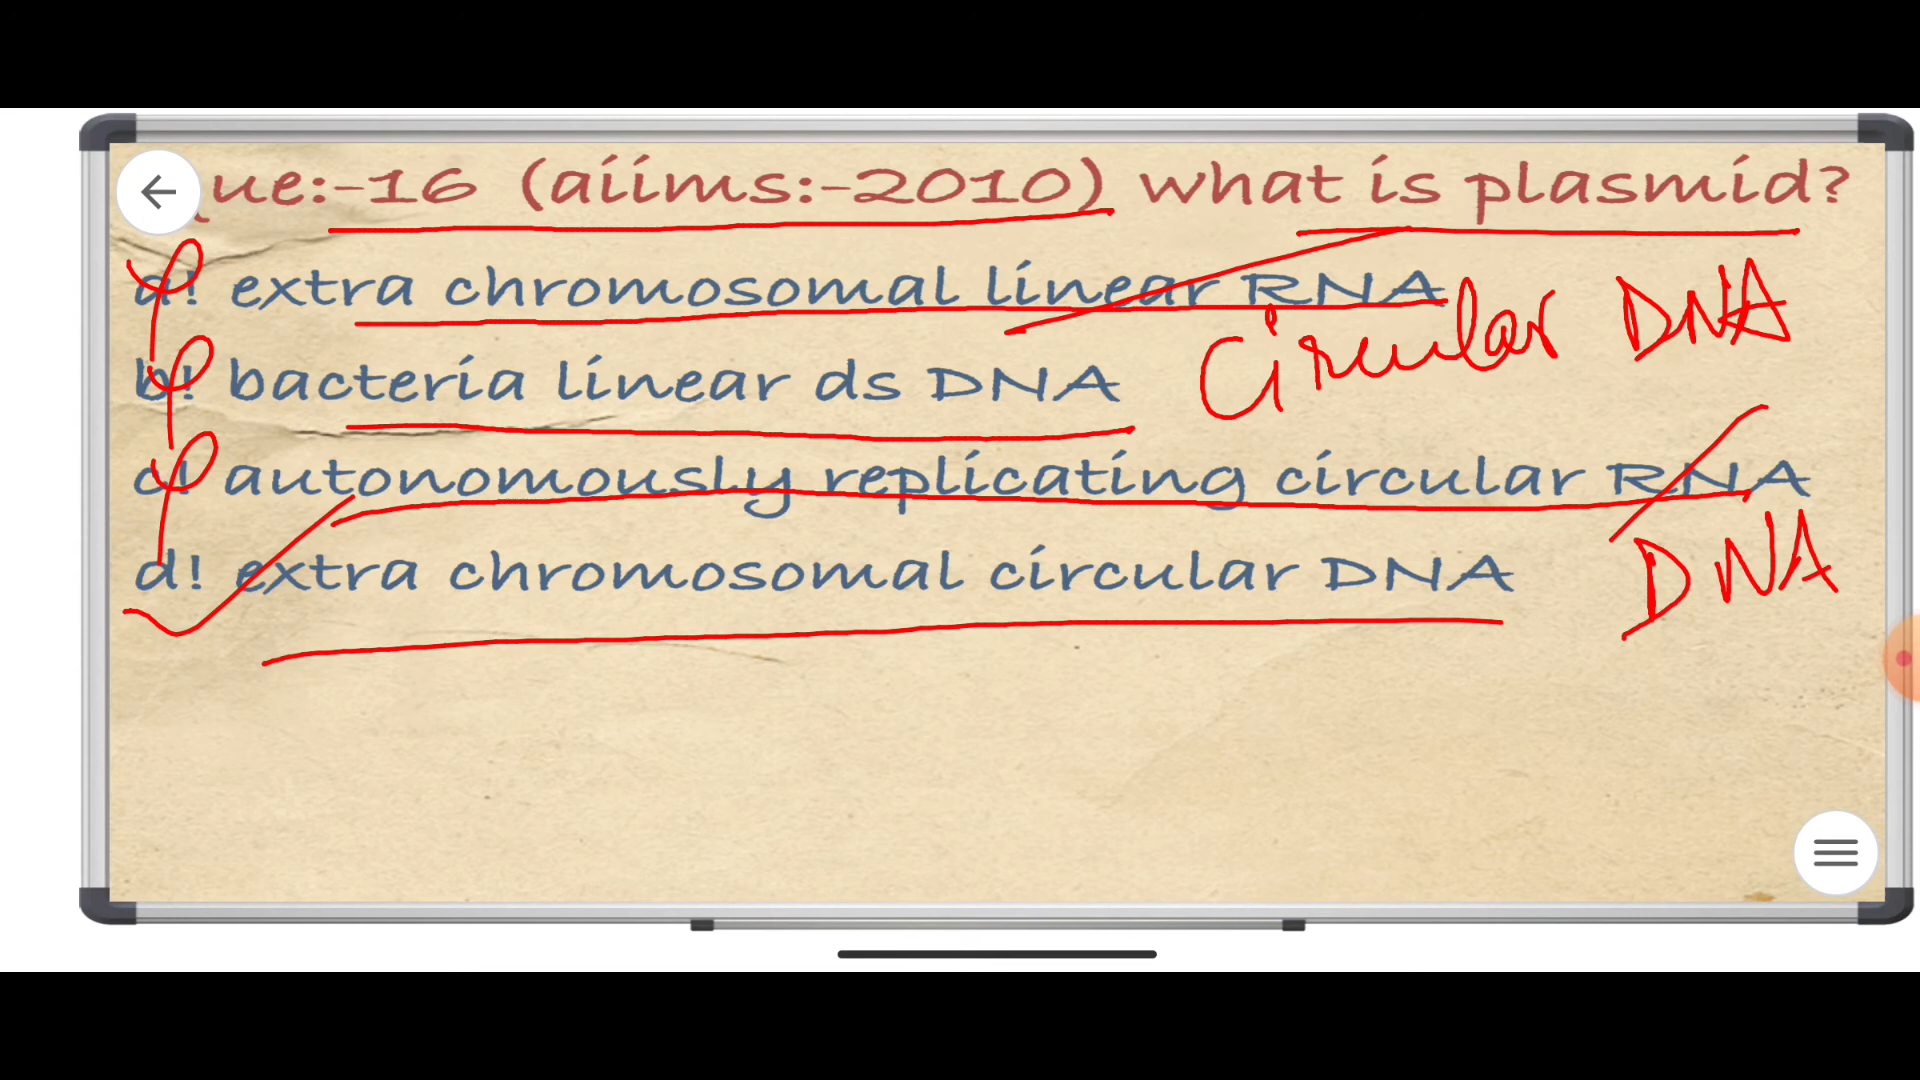 que:-16 (aiims:-2010) what is plasmid?
a! extra chromosomal linear RNA
Circular DNA
b! bacteria linear ds DNA
c! autonomously replicating circular RNA
DNA
d! extra chromosomal circular DNA